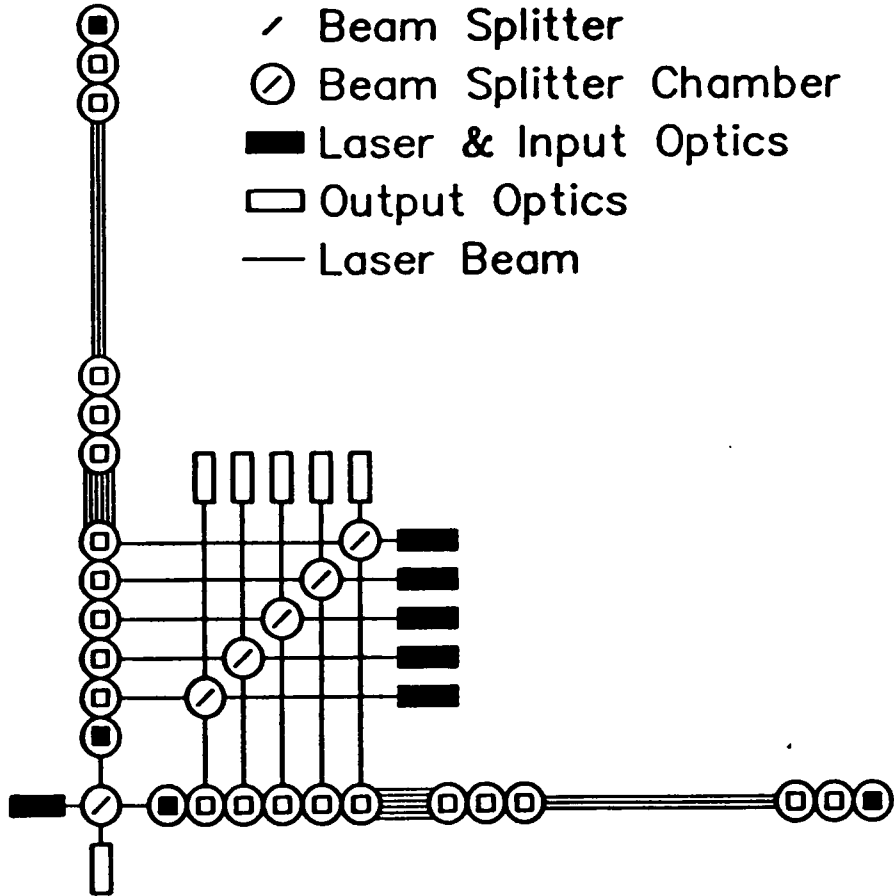 Beam Splitter
Beam Splitter Chamber
Laser & Input Optics
Output Optics
Laser Beam